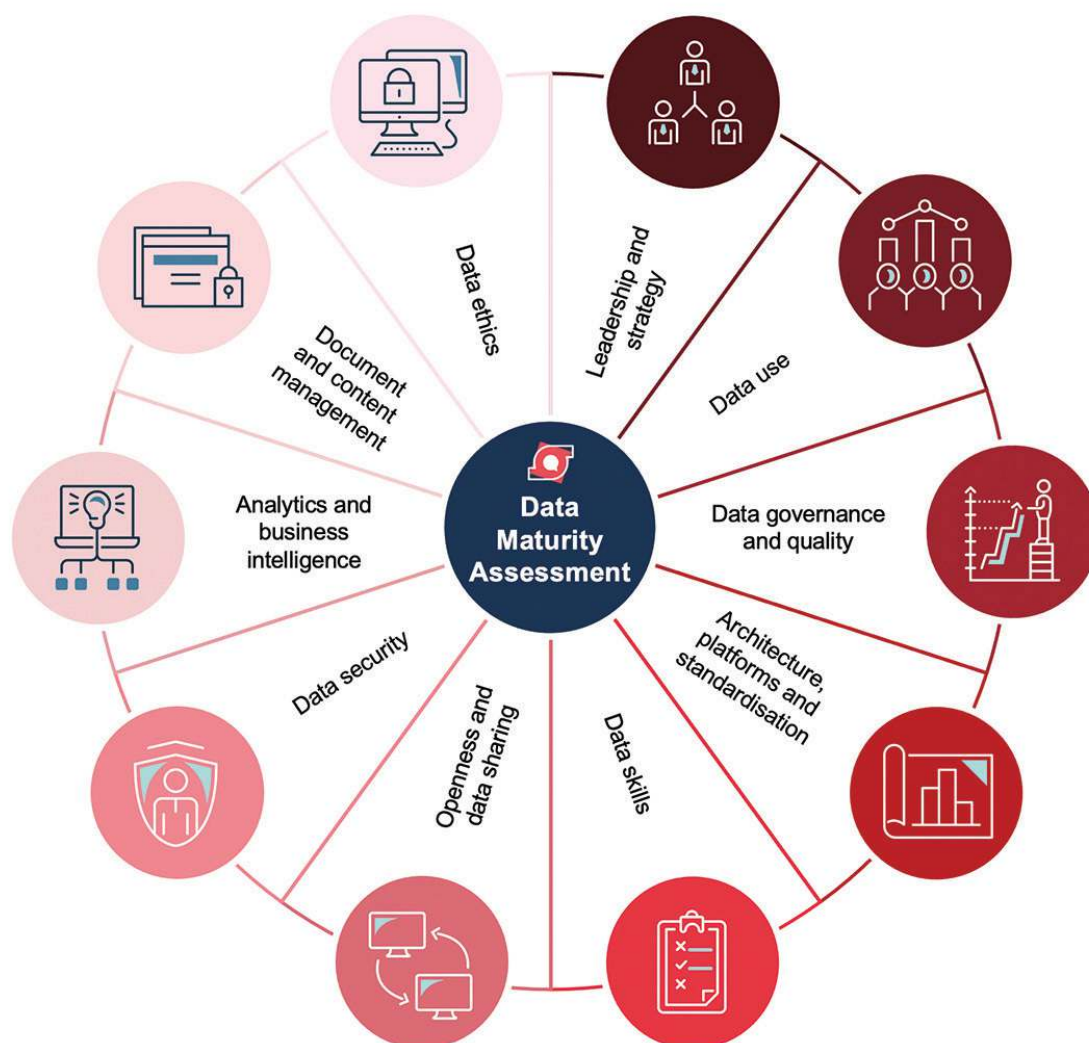 Data
Maturity
Assessment
Leadership and
strategy
Data use
Data governance
and quality
Architecture,
platforms and
standardisation
Data skills
Openness and
data sharing
Data security
Analytics and
business
intelligence
Document
and content
management
Data ethics